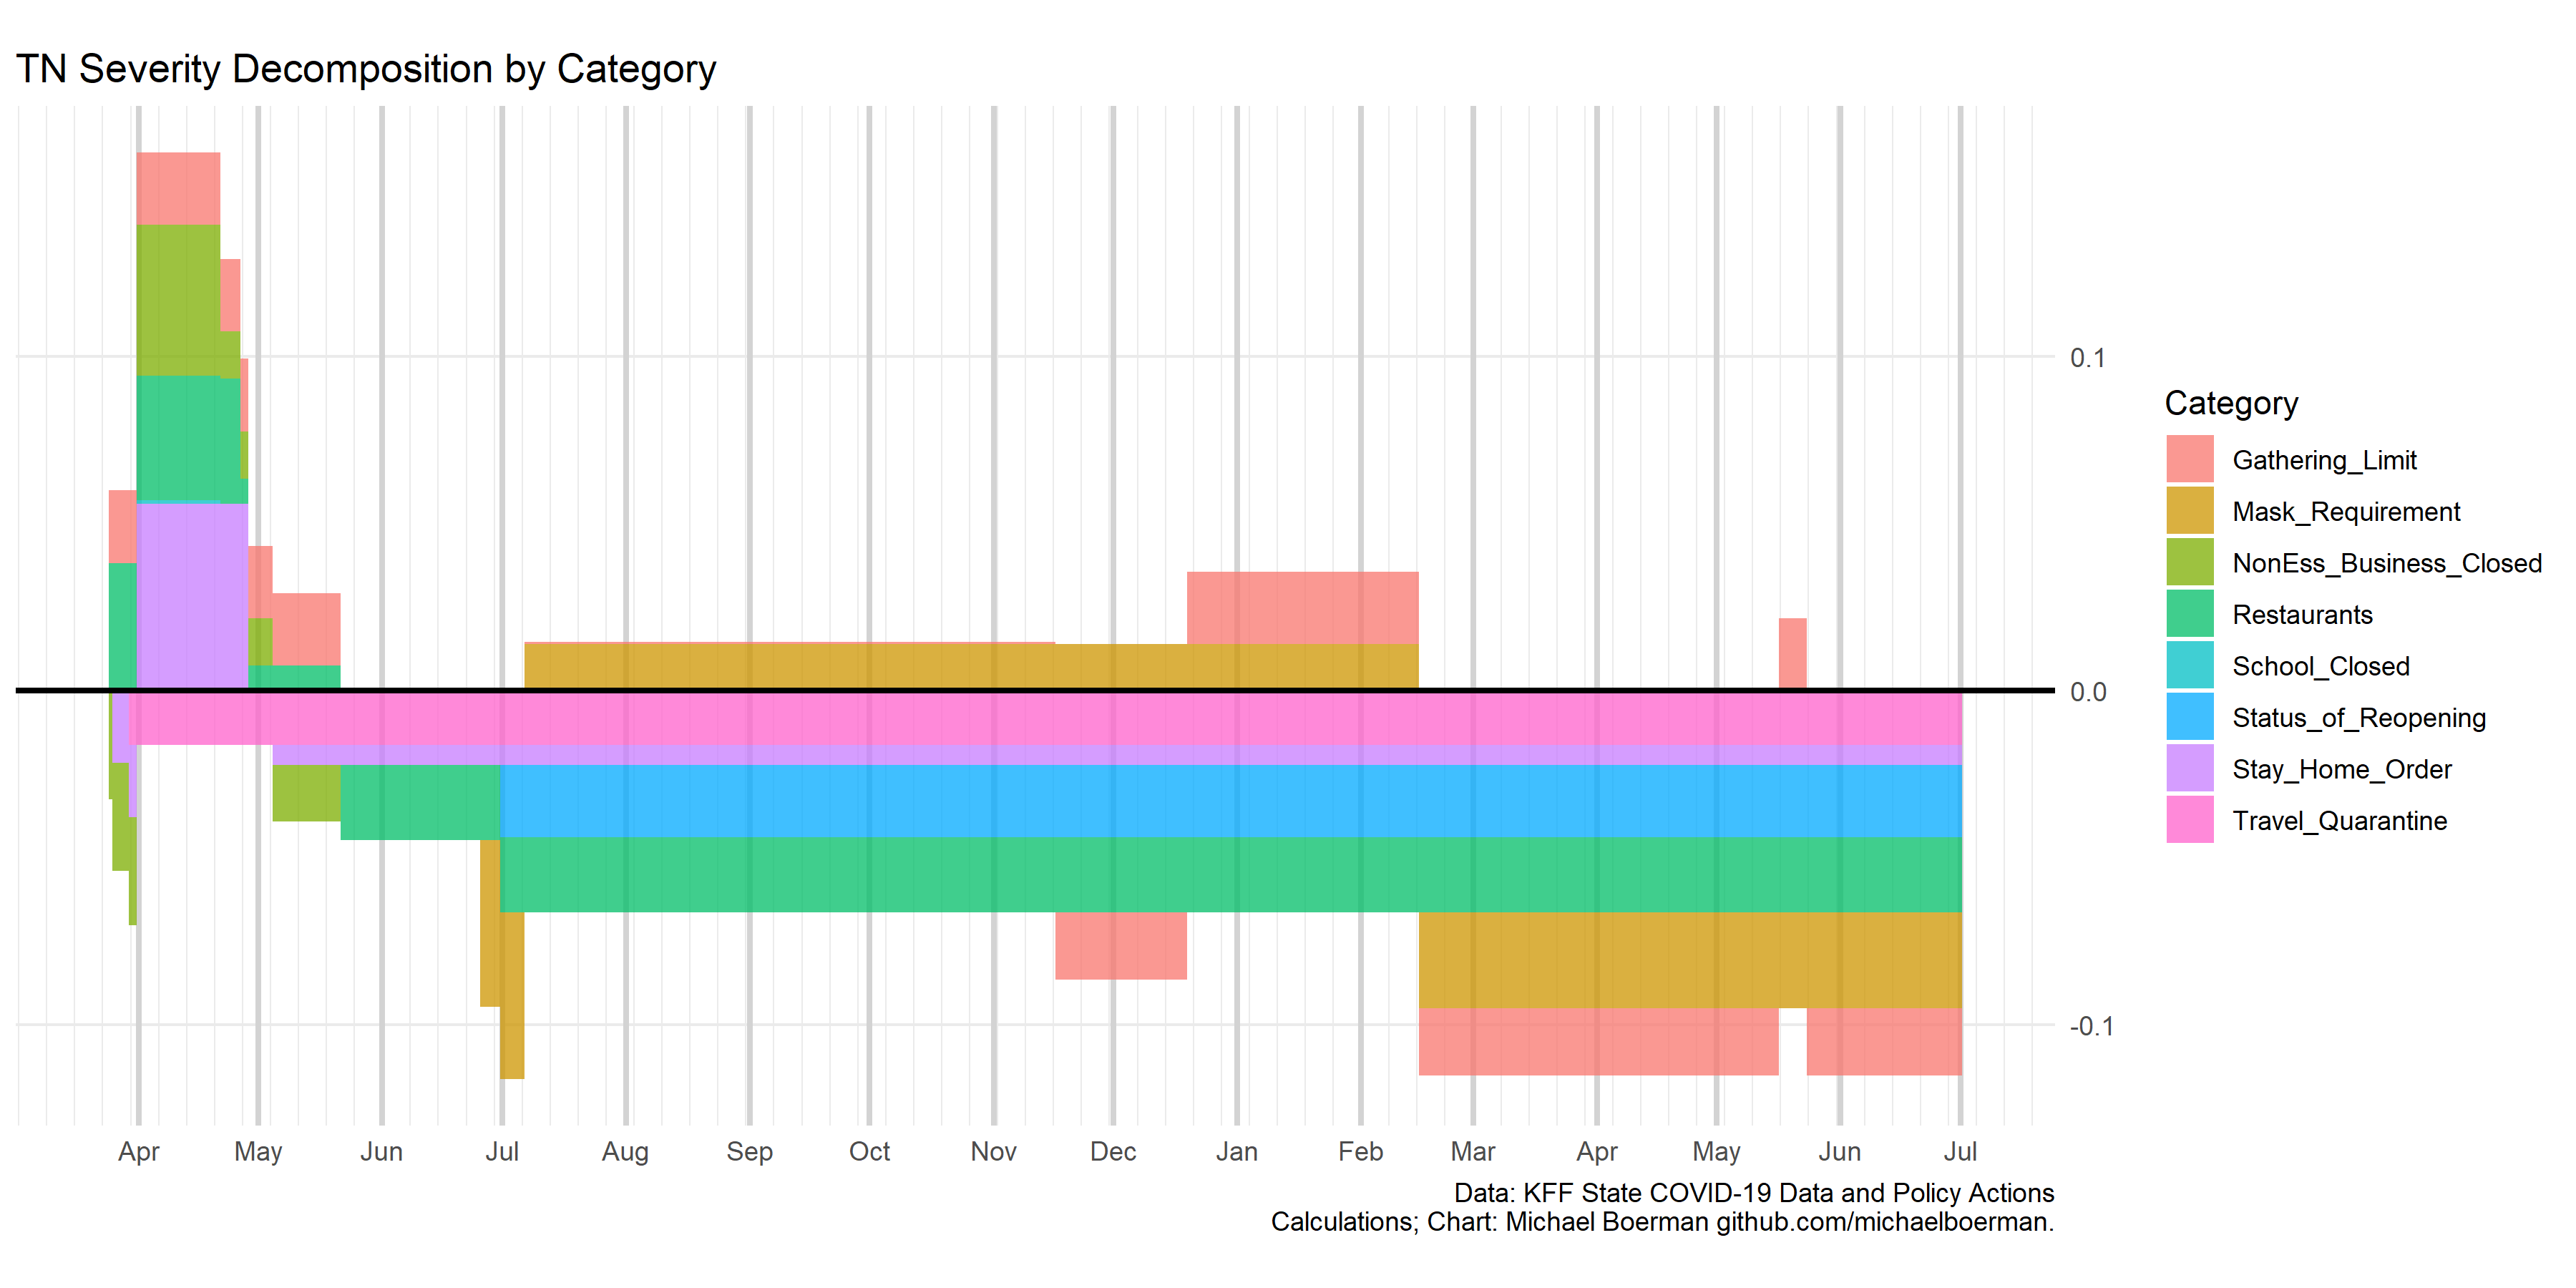 TN Severity Decomposition by Category
0.1
0.0
-0.1
Apr May Jun Jul Aug Sep Oct Nov Dec Jan Feb Mar Apr May Jun Jul
Data: KFF State COVID-19 Data and Policy Actions
Calculations; Chart: Michael Boerman github.com/michaelboerman.
Category
Gathering_Limit
Mask_Requirement
NonEss_Business_Closed
Restaurants
School_Closed
Status_of_Reopening
Stay_Home_Order
Travel_Quarantine